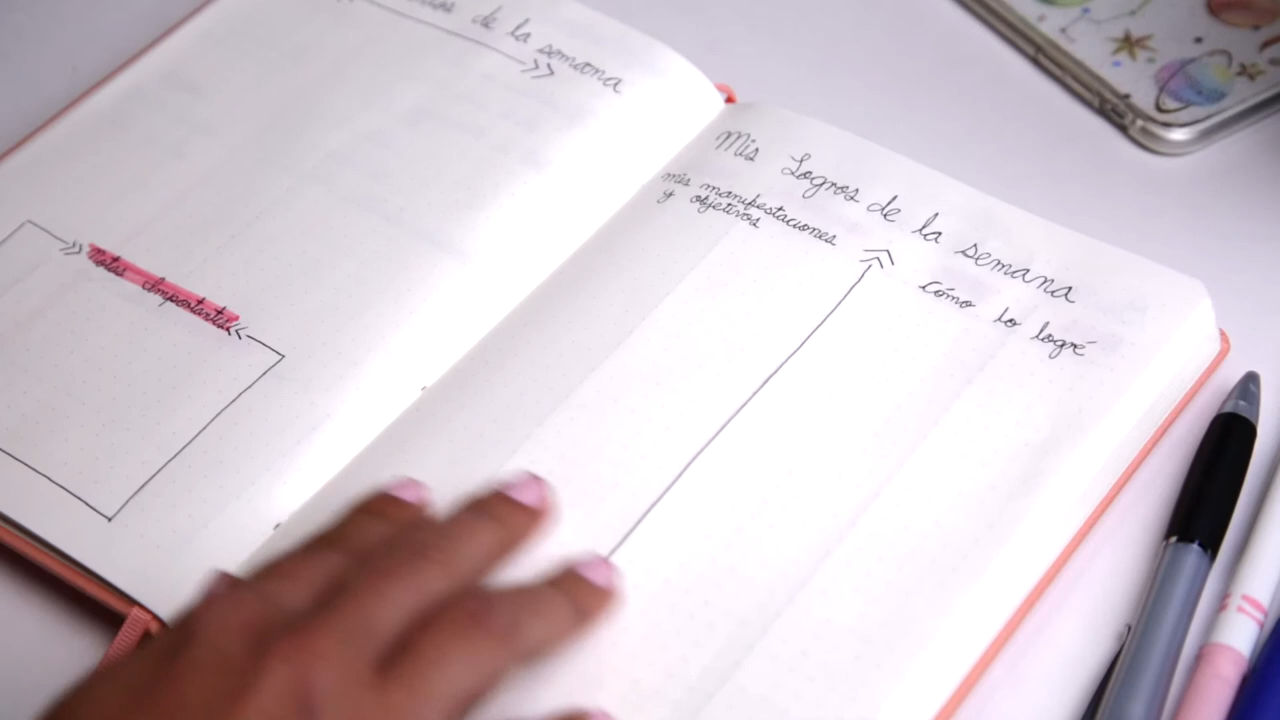 de la semana
Notas Importantes
Mis Logros de la semana
mis manifestaciones
y objetivos
Cómo lo logré